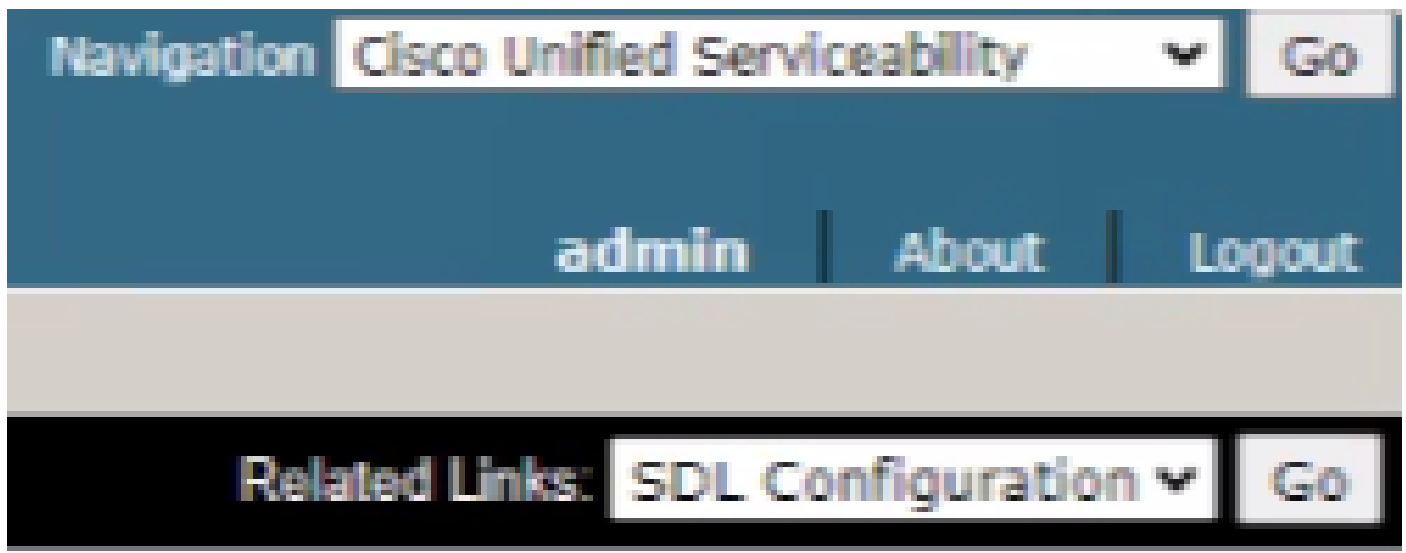 Navigation Cisco Unified Serviceability Go
admin About Logout
Related Links: SDL Configuration Go